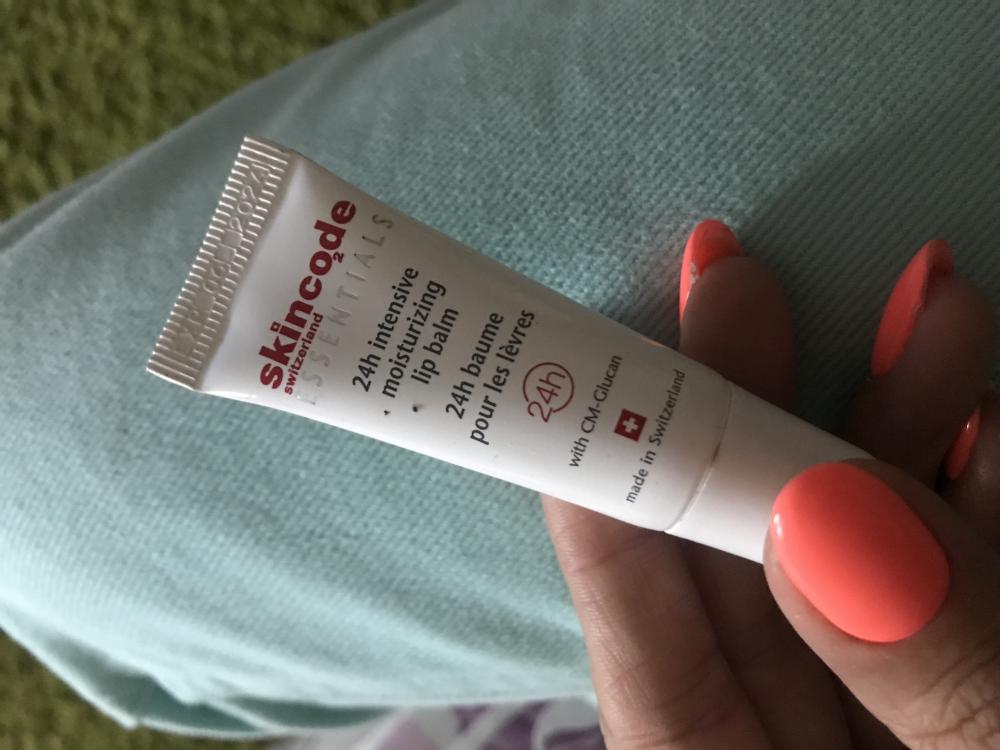 skincode
switzerland
ESSENTIALS
24h intensive
moisturizing
lip balm
24h baume
pour les lèvres
24h
with CM-Glucan
made in Switzerland
2024